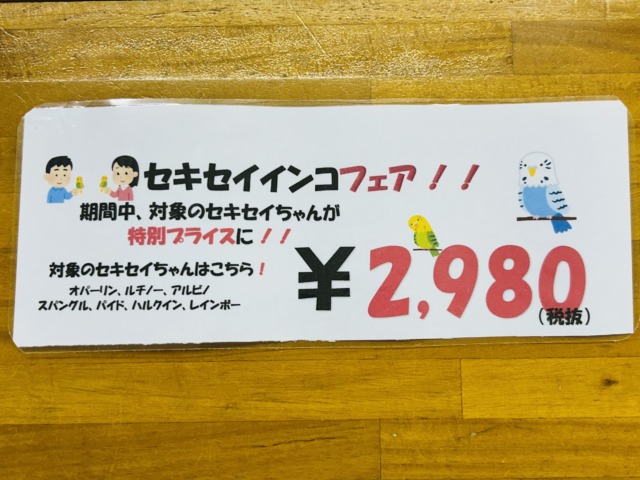 セキセイインコフェア！！
期間中、対象のセキセイちゃんが
特別プライスに！！
対象のセキセイちゃんはこちら！
オパーリン、ルチノー、アルビノ
スパングル、パイド、ハルクイン、レインボー
¥2,980
(税抜)